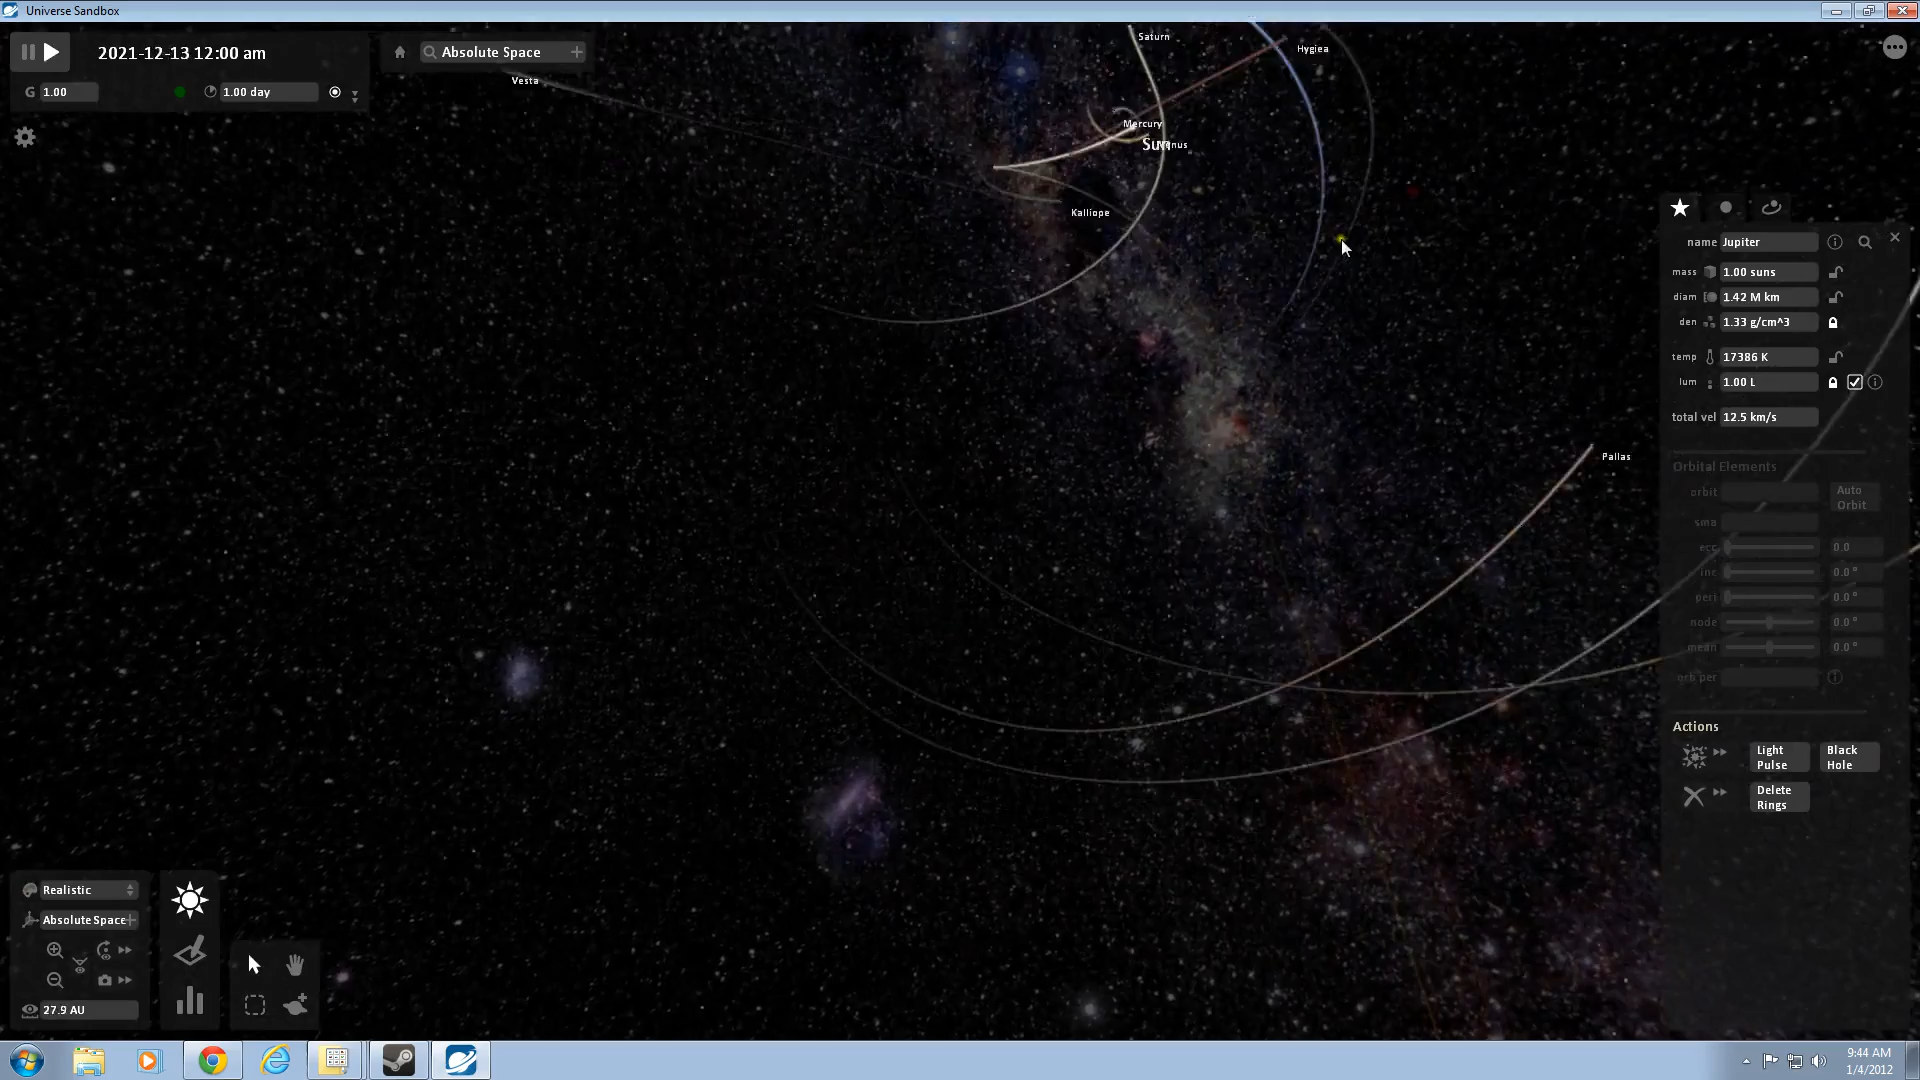 Universe Sandbox
2021-12-13 12:00 am
G 1.00
1.00 day
Absolute Space
Vesta
Saturn
Hygiea
Mercury
Sun
Kalliope
Pallas
name Jupiter
mass 1.00 suns
diam 1.42 M km
den 1.33 g/cm^3
temp 17386 K
lum 1.00 L
total vel 12.5 km/s
Orbital Elements
orbit
Auto
Orbit
sma
ecc 0.0
inc 0.0°
peri 0.0°
node 0.0°
mean 0.0°
orb per
Actions
Light
Pulse
Black
Hole
Delete
Rings
Realistic
Absolute Space
27.9 AU
9:44 AM
1/4/2012